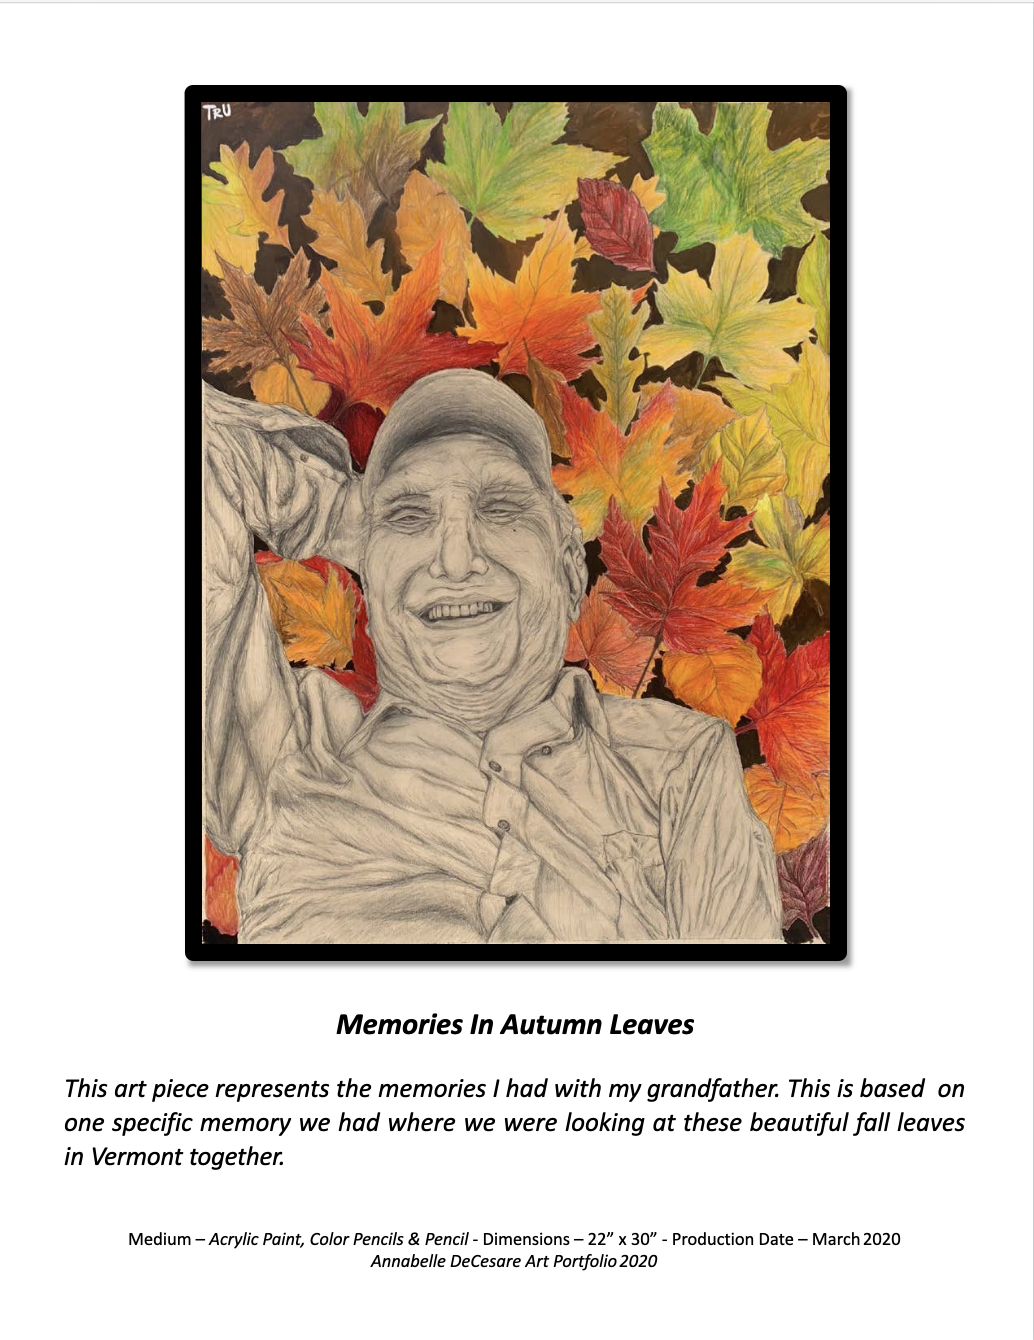 TRU
Memories In Autumn Leaves
This art piece represents the memories I had with my grandfather. This is based on
one specific memory we had where we were looking at these beautiful fall leaves
in Vermont together.
Medium – Acrylic Paint, Color Pencils & Pencil - Dimensions – 22” x 30” - Production Date – March 2020
Annabelle DeCesare Art Portfolio 2020